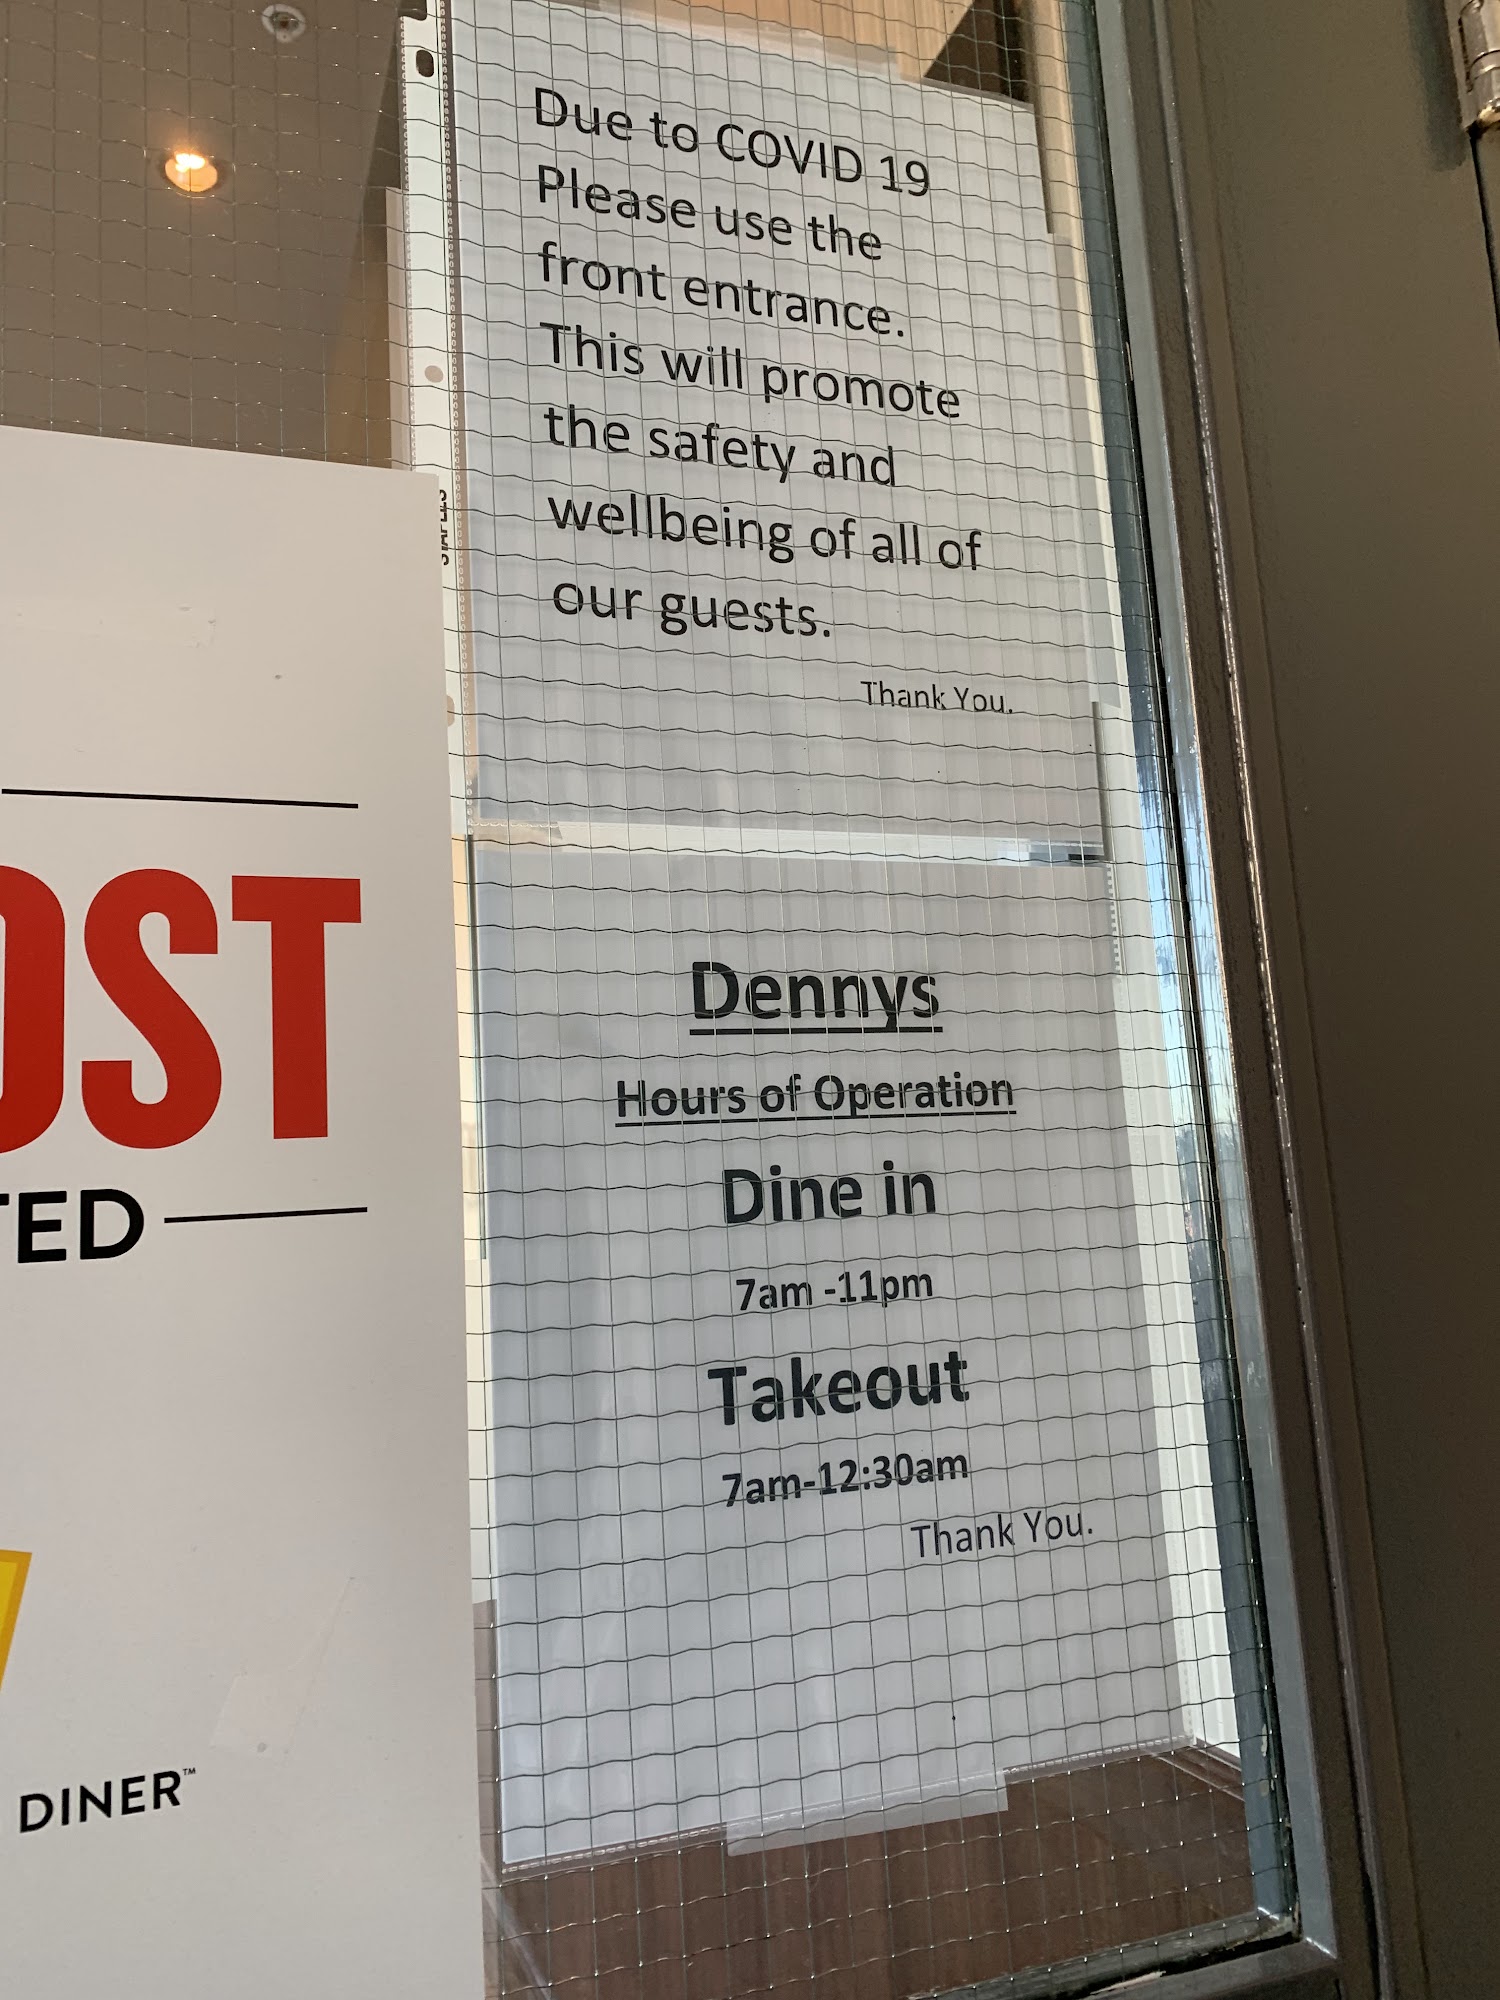 Due to COVID 19
Please use the
front entrance.
This will promote
the safety and
wellbeing of all of
our guests.
Thank You.
Dennys
Hours of Operation
Dine in
7am -11pm
Takeout
7am-12:30am
Thank You.
OST
TED
DINER™